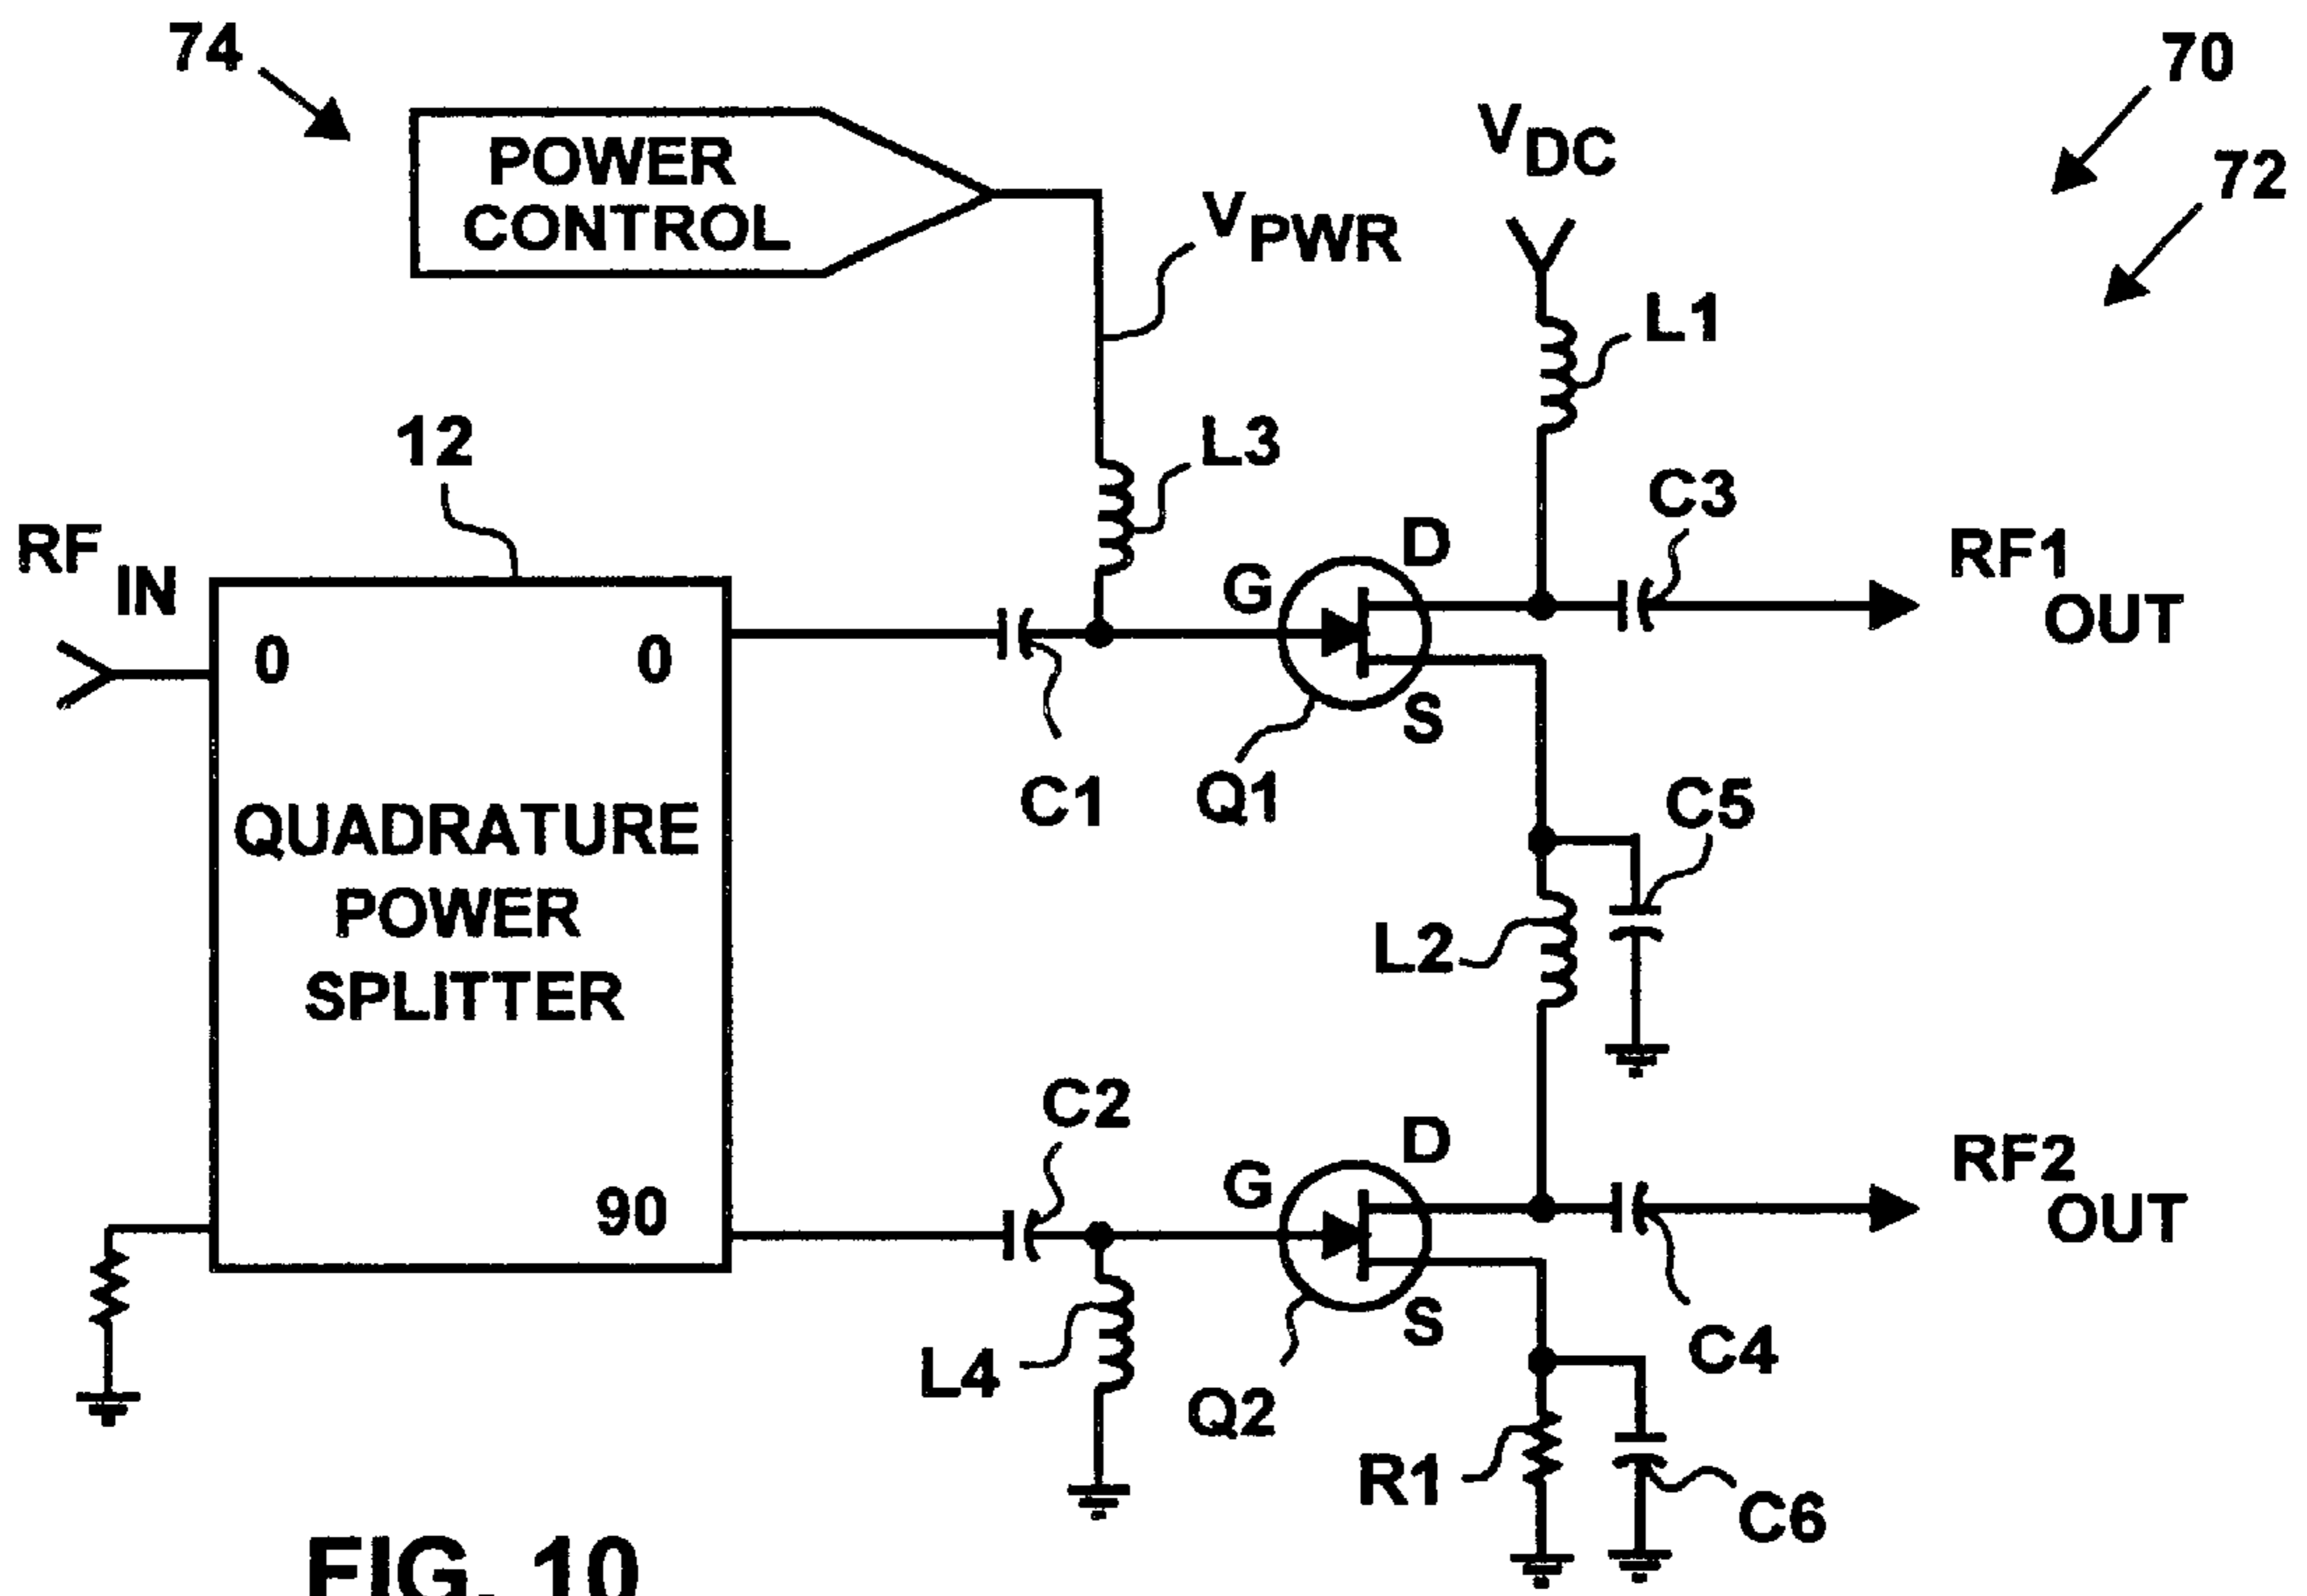 74
70
72
POWER
CONTROL
VDC
VPWR
L1
12
L3
C3
RF IN
D
RF1 OUT
G
0
0
S
C1
Q1
C5
QUADRATURE
POWER
SPLITTER
L2
C2
D
RF2 OUT
G
90
S
L4
C4
Q2
R1
C6
FIG. 10